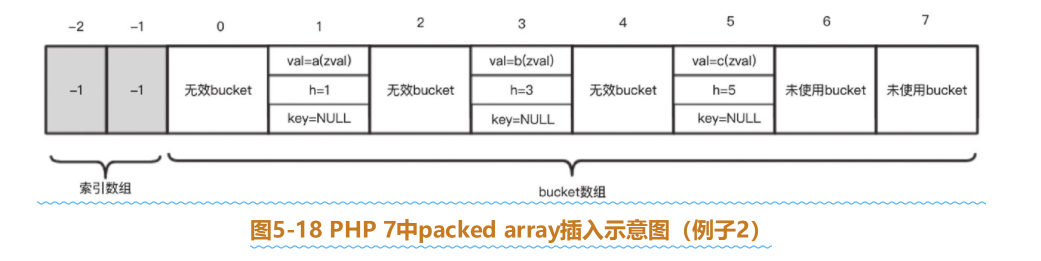 -2 -1 0 1 2 3 4 5 6 7
val=a(zval) val=b(zval) val=c(zval)
-1 -1 无效bucket h=1 无效bucket h=3 无效bucket h=5 未使用bucket 未使用bucket
key=NULL key=NULL key=NULL
索引数组 bucket数组
图5-18 PHP 7中packed array插入示意图（例子2）